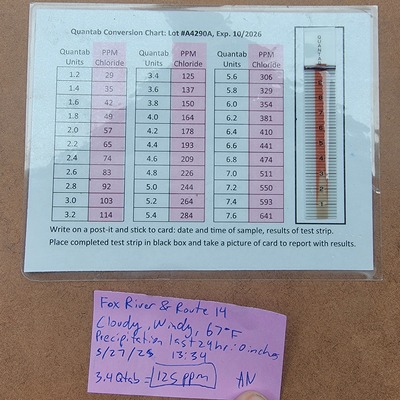 Quantab Conversion Chart: Lot #A4290A, Exp. 10/2026
Quantab Units PPM Chloride Quantab Units PPM Chloride Quantab Units PPM Chloride
1.2 29 3.4 125 5.6 306
1.4 35 3.6 137 5.8 329
1.6 42 3.8 150 6.0 354
1.8 49 4.0 164 6.2 381
2.0 57 4.2 178 6.4 410
2.2 65 4.4 193 6.6 441
2.4 74 4.6 209 6.8 474
2.6 83 4.8 226 7.0 511
2.8 92 5.0 244 7.2 550
3.0 103 5.2 264 7.4 593
3.2 114 5.4 284 7.6 641
Write on a post-it and stick to card: date and time of sample, results of test strip.
Place completed test strip in black box and take a picture of card to report with results.
Fox River & Route 14
Cloudy, Windy, 67°F
Precipitation last 24hr: 0 inches
5/27/25 13:34
3.4 Qtab = 125 ppm AN